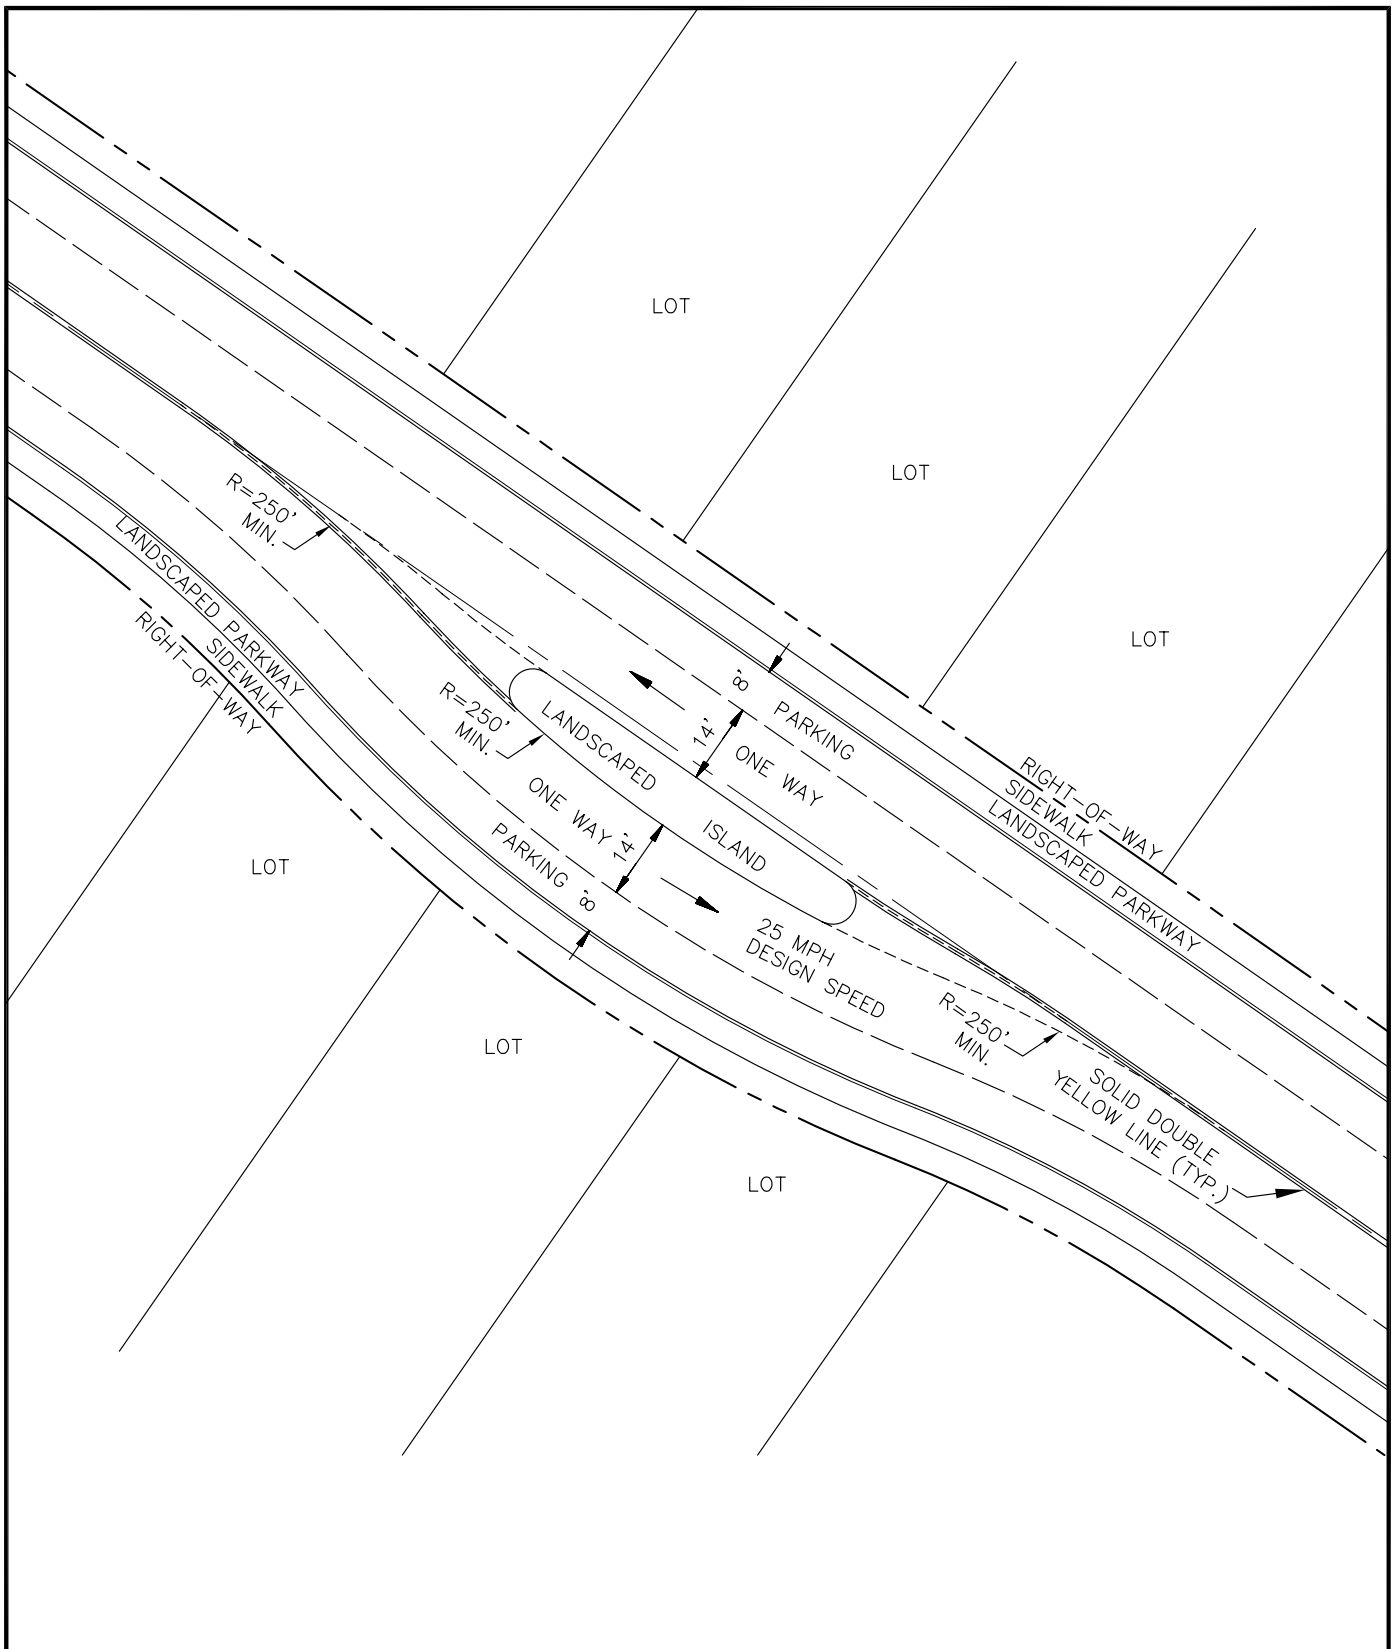 LOT
LOT
LOT
R=250'
MIN.
LANDSCAPED PARKWAY
SIDEWALK
RIGHT-OF-WAY
R=250'
MIN.
8'
PARKING
14'
ONE WAY
LANDSCAPED
ISLAND
RIGHT-OF-WAY
SIDEWALK
LANDSCAPED PARKWAY
ONE WAY
14'
PARKING
8'
LOT
25 MPH
DESIGN SPEED
R=250'
MIN.
SOLID DOUBLE
YELLOW LINE (TYP.)
LOT
LOT